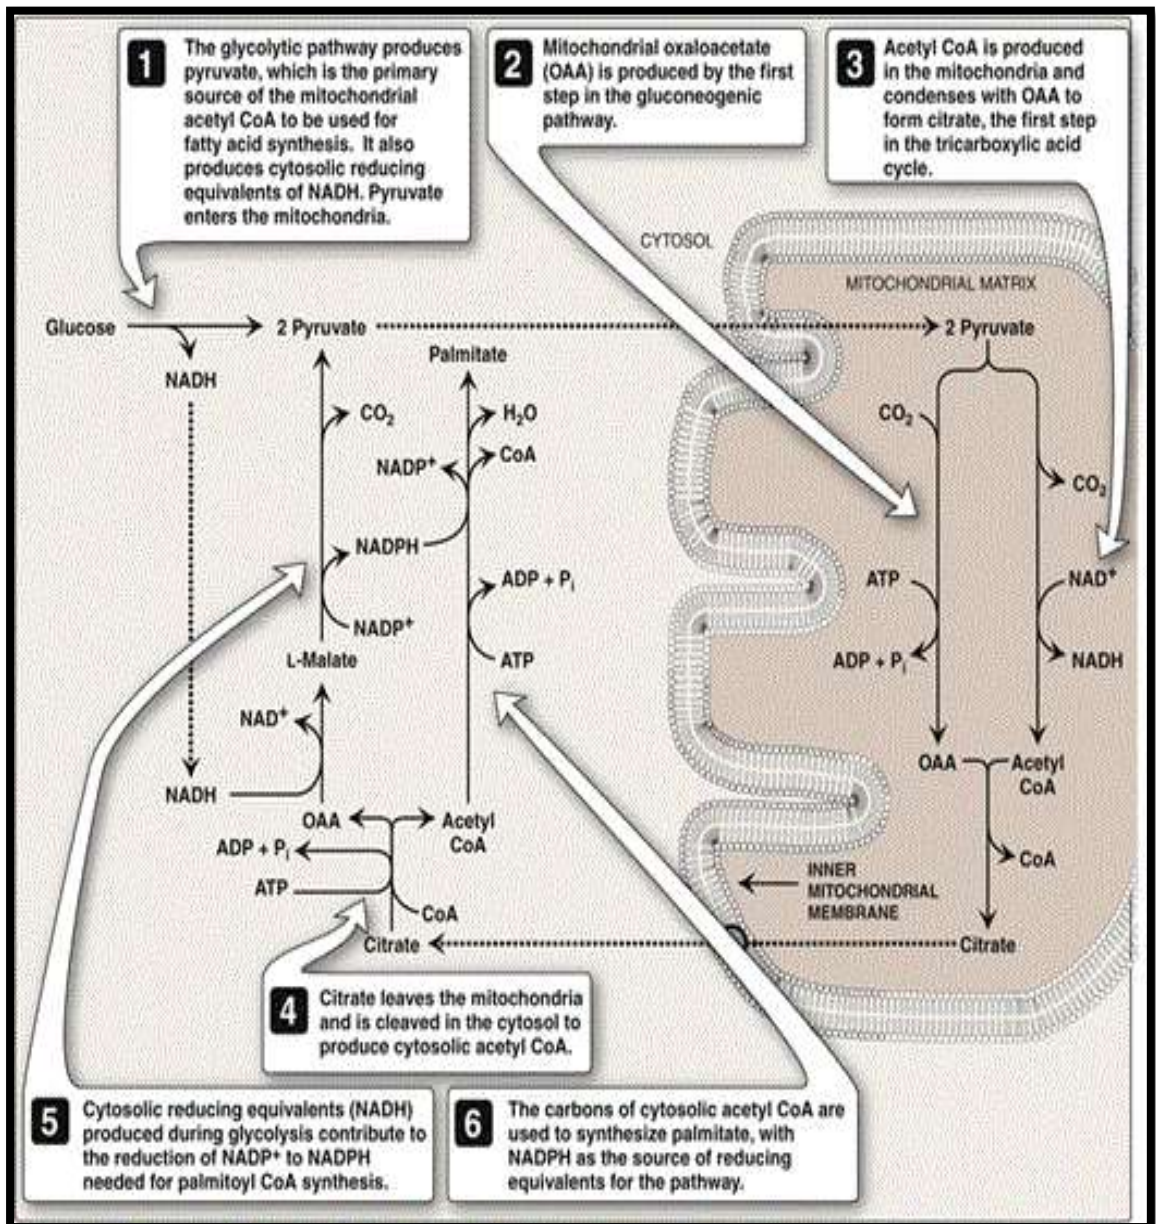 1
The glycolytic pathway produces
pyruvate, which is the primary
source of the mitochondrial
acetyl CoA to be used for
fatty acid synthesis. It also
produces cytosolic reducing
equivalents of NADH. Pyruvate
enters the mitochondria.
2
Mitochondrial oxaloacetate
(OAA) is produced by the first
step in the gluconeogenic
pathway.
3
Acetyl CoA is produced
in the mitochondria and
condenses with OAA to
form citrate, the first step
in the tricarboxylic acid
cycle.
CYTOSOL
MITOCHONDRIAL MATRIX
Glucose
2 Pyruvate
2 Pyruvate
NADH
Palmitate
CO₂
H₂O
NADP⁺
CoA
CO₂
CO₂
NADPH
ADP + Pᵢ
ATP
NAD⁺
NADP⁺
L-Malate
ATP
ADP + Pᵢ
NADH
NAD⁺
NADH
OAA
Acetyl
CoA
OAA
Acetyl
CoA
ADP + Pᵢ
ATP
CoA
Citrate
CoA
INNER
MITOCHONDRIAL
MEMBRANE
Citrate
4
Citrate leaves the mitochondria
and is cleaved in the cytosol to
produce cytosolic acetyl CoA.
5
Cytosolic reducing equivalents (NADH)
produced during glycolysis contribute to
the reduction of NADP⁺ to NADPH
needed for palmitoyl CoA synthesis.
6
The carbons of cytosolic acetyl CoA are
used to synthesize palmitate, with
NADPH as the source of reducing
equivalents for the pathway.